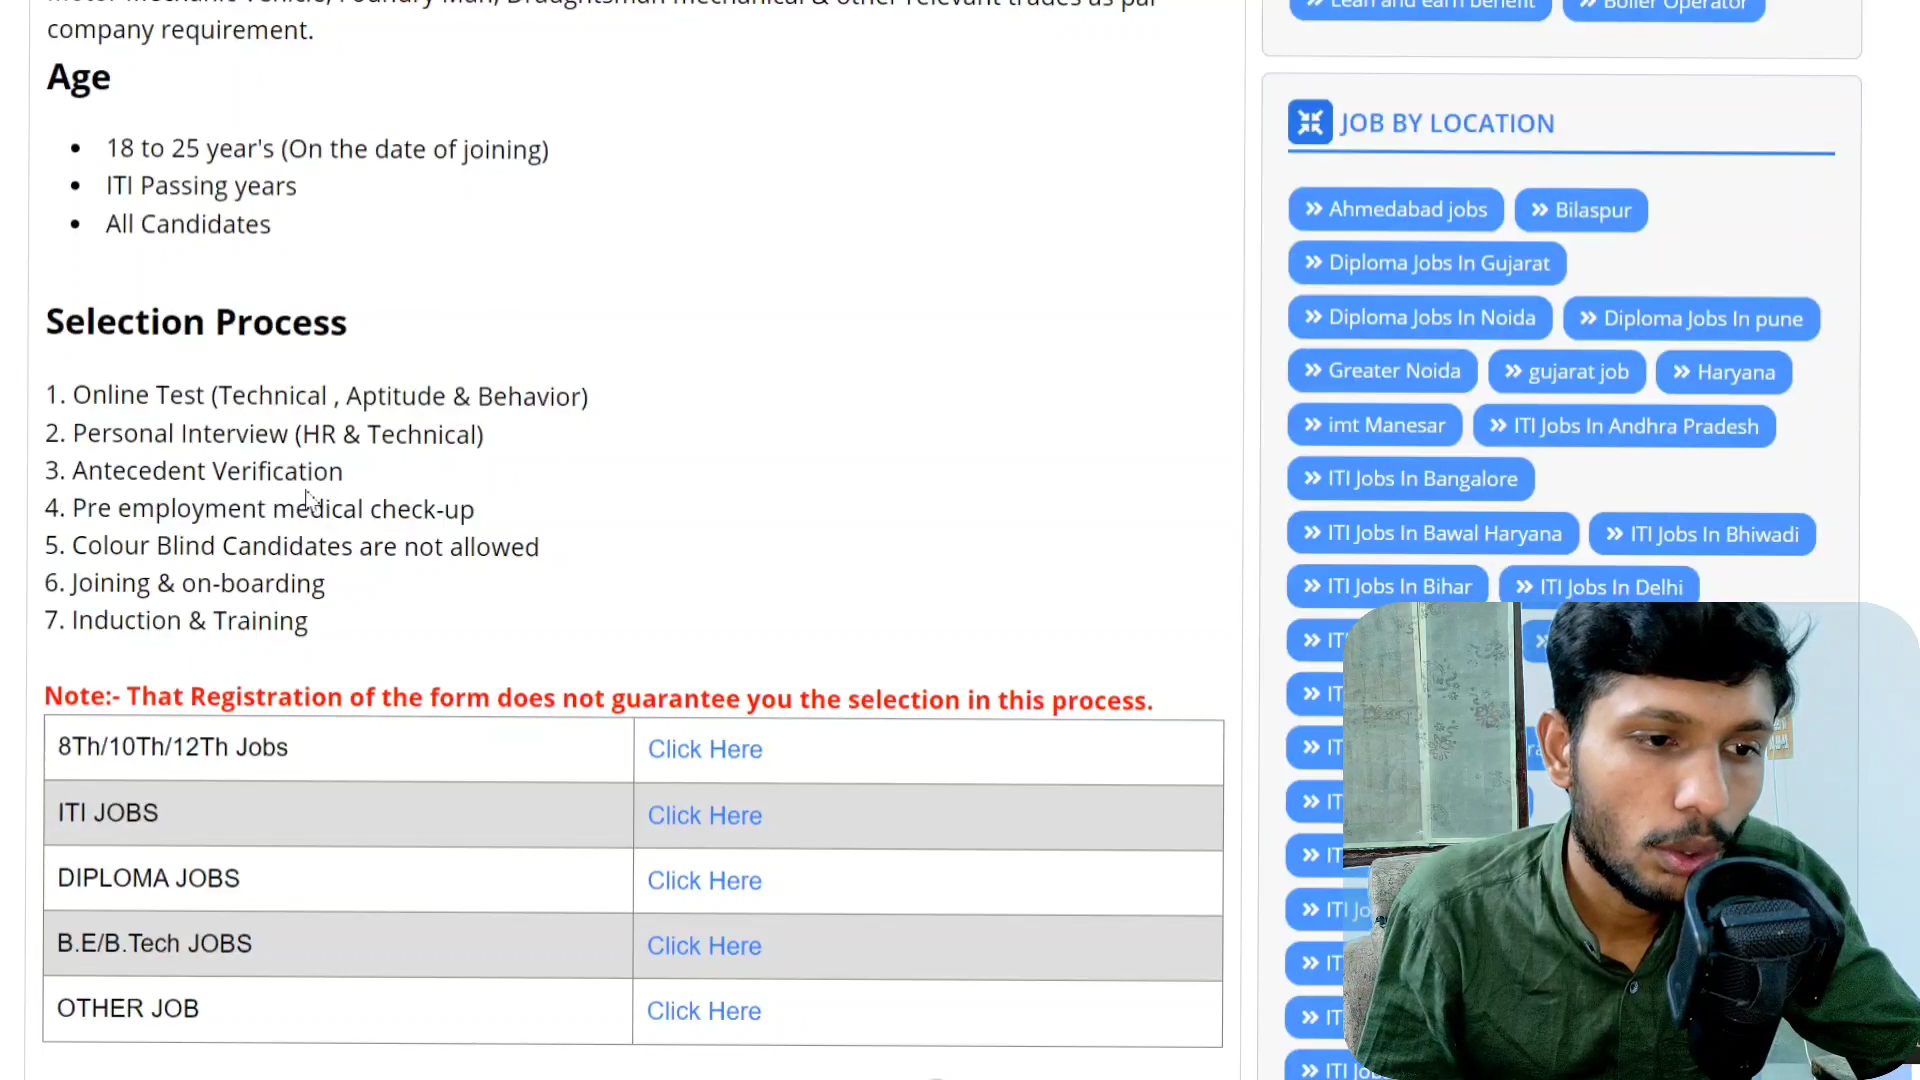 company requirement.
Age
18 to 25 year's (On the date of joining)
ITI Passing years
All Candidates
Selection Process
1. Online Test (Technical , Aptitude & Behavior)
2. Personal Interview (HR & Technical)
3. Antecedent Verification
4. Pre employment medical check-up
5. Colour Blind Candidates are not allowed
6. Joining & on-boarding
7. Induction & Training
Note:- That Registration of the form does not guarantee you the selection in this process.
8Th/10Th/12Th Jobs Click Here
ITI JOBS Click Here
DIPLOMA JOBS Click Here
B.E/B.Tech JOBS Click Here
OTHER JOB Click Here
Lean and earn benefit Boiler Operator
JOB BY LOCATION
Ahmedabad jobs Bilaspur
Diploma Jobs In Gujarat
Diploma Jobs In Noida Diploma Jobs In pune
Greater Noida gujarat job Haryana
imt Manesar ITI Jobs In Andhra Pradesh
ITI Jobs In Bangalore
ITI Jobs In Bawal Haryana ITI Jobs In Bhiwadi
ITI Jobs In Bihar ITI Jobs In Delhi